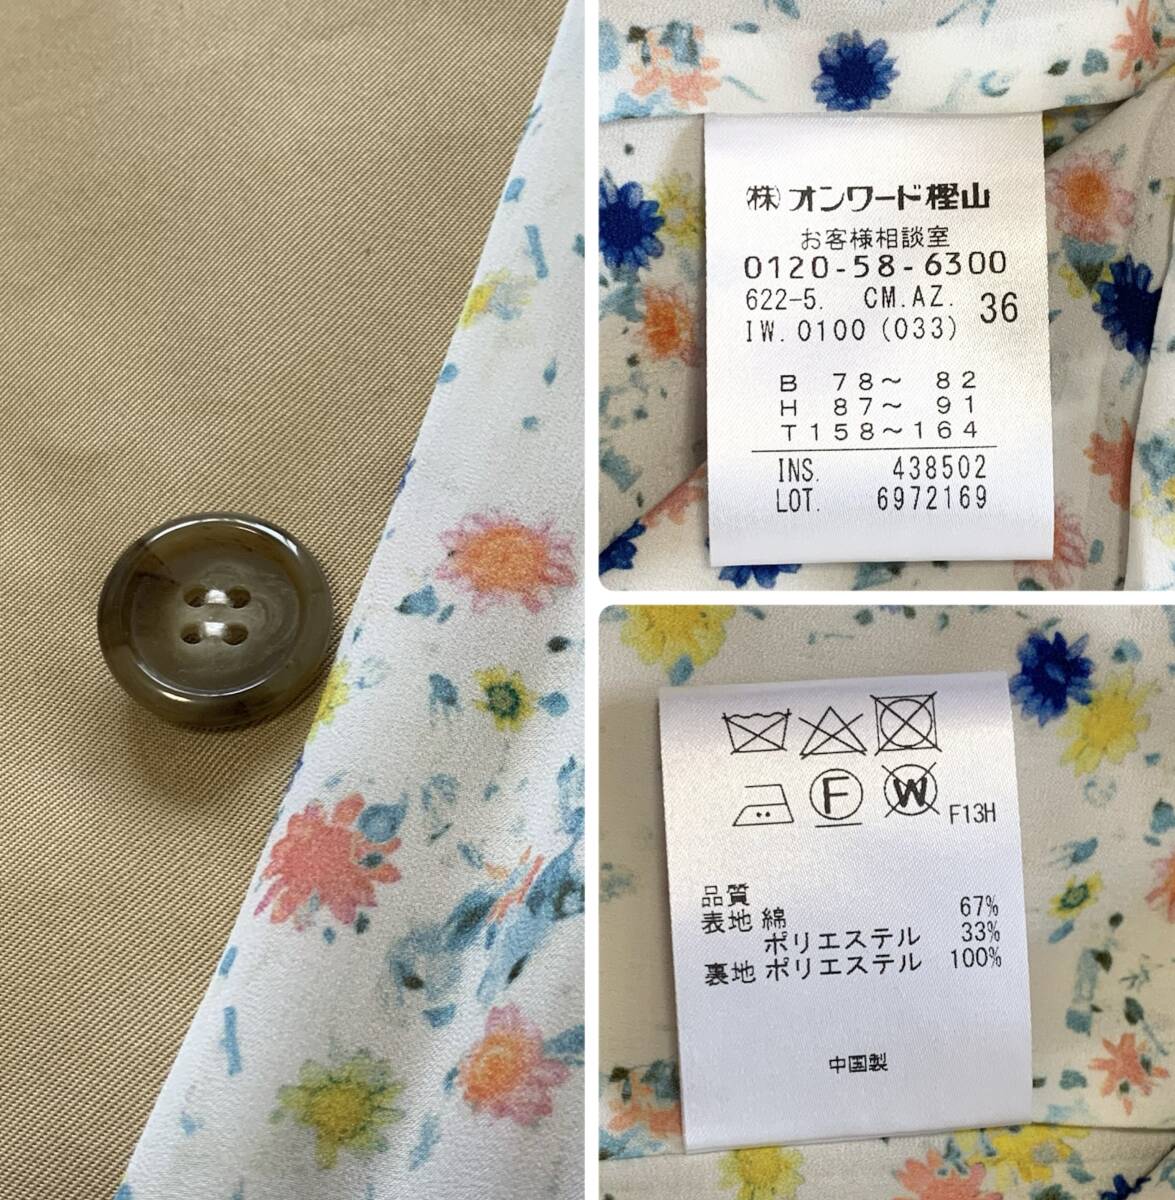 (株)オンワード樫山
お客様相談室
0120-58-6300
622-5. CM.AZ. 36
IW.0100(033)
B 78～ 82
H 87～ 91
T158～164
INS. 438502
LOT. 6972169
F
W
F13H
品質
表地 綿 67%
ポリエステル 33%
裏地 ポリエステル 100%
中国製